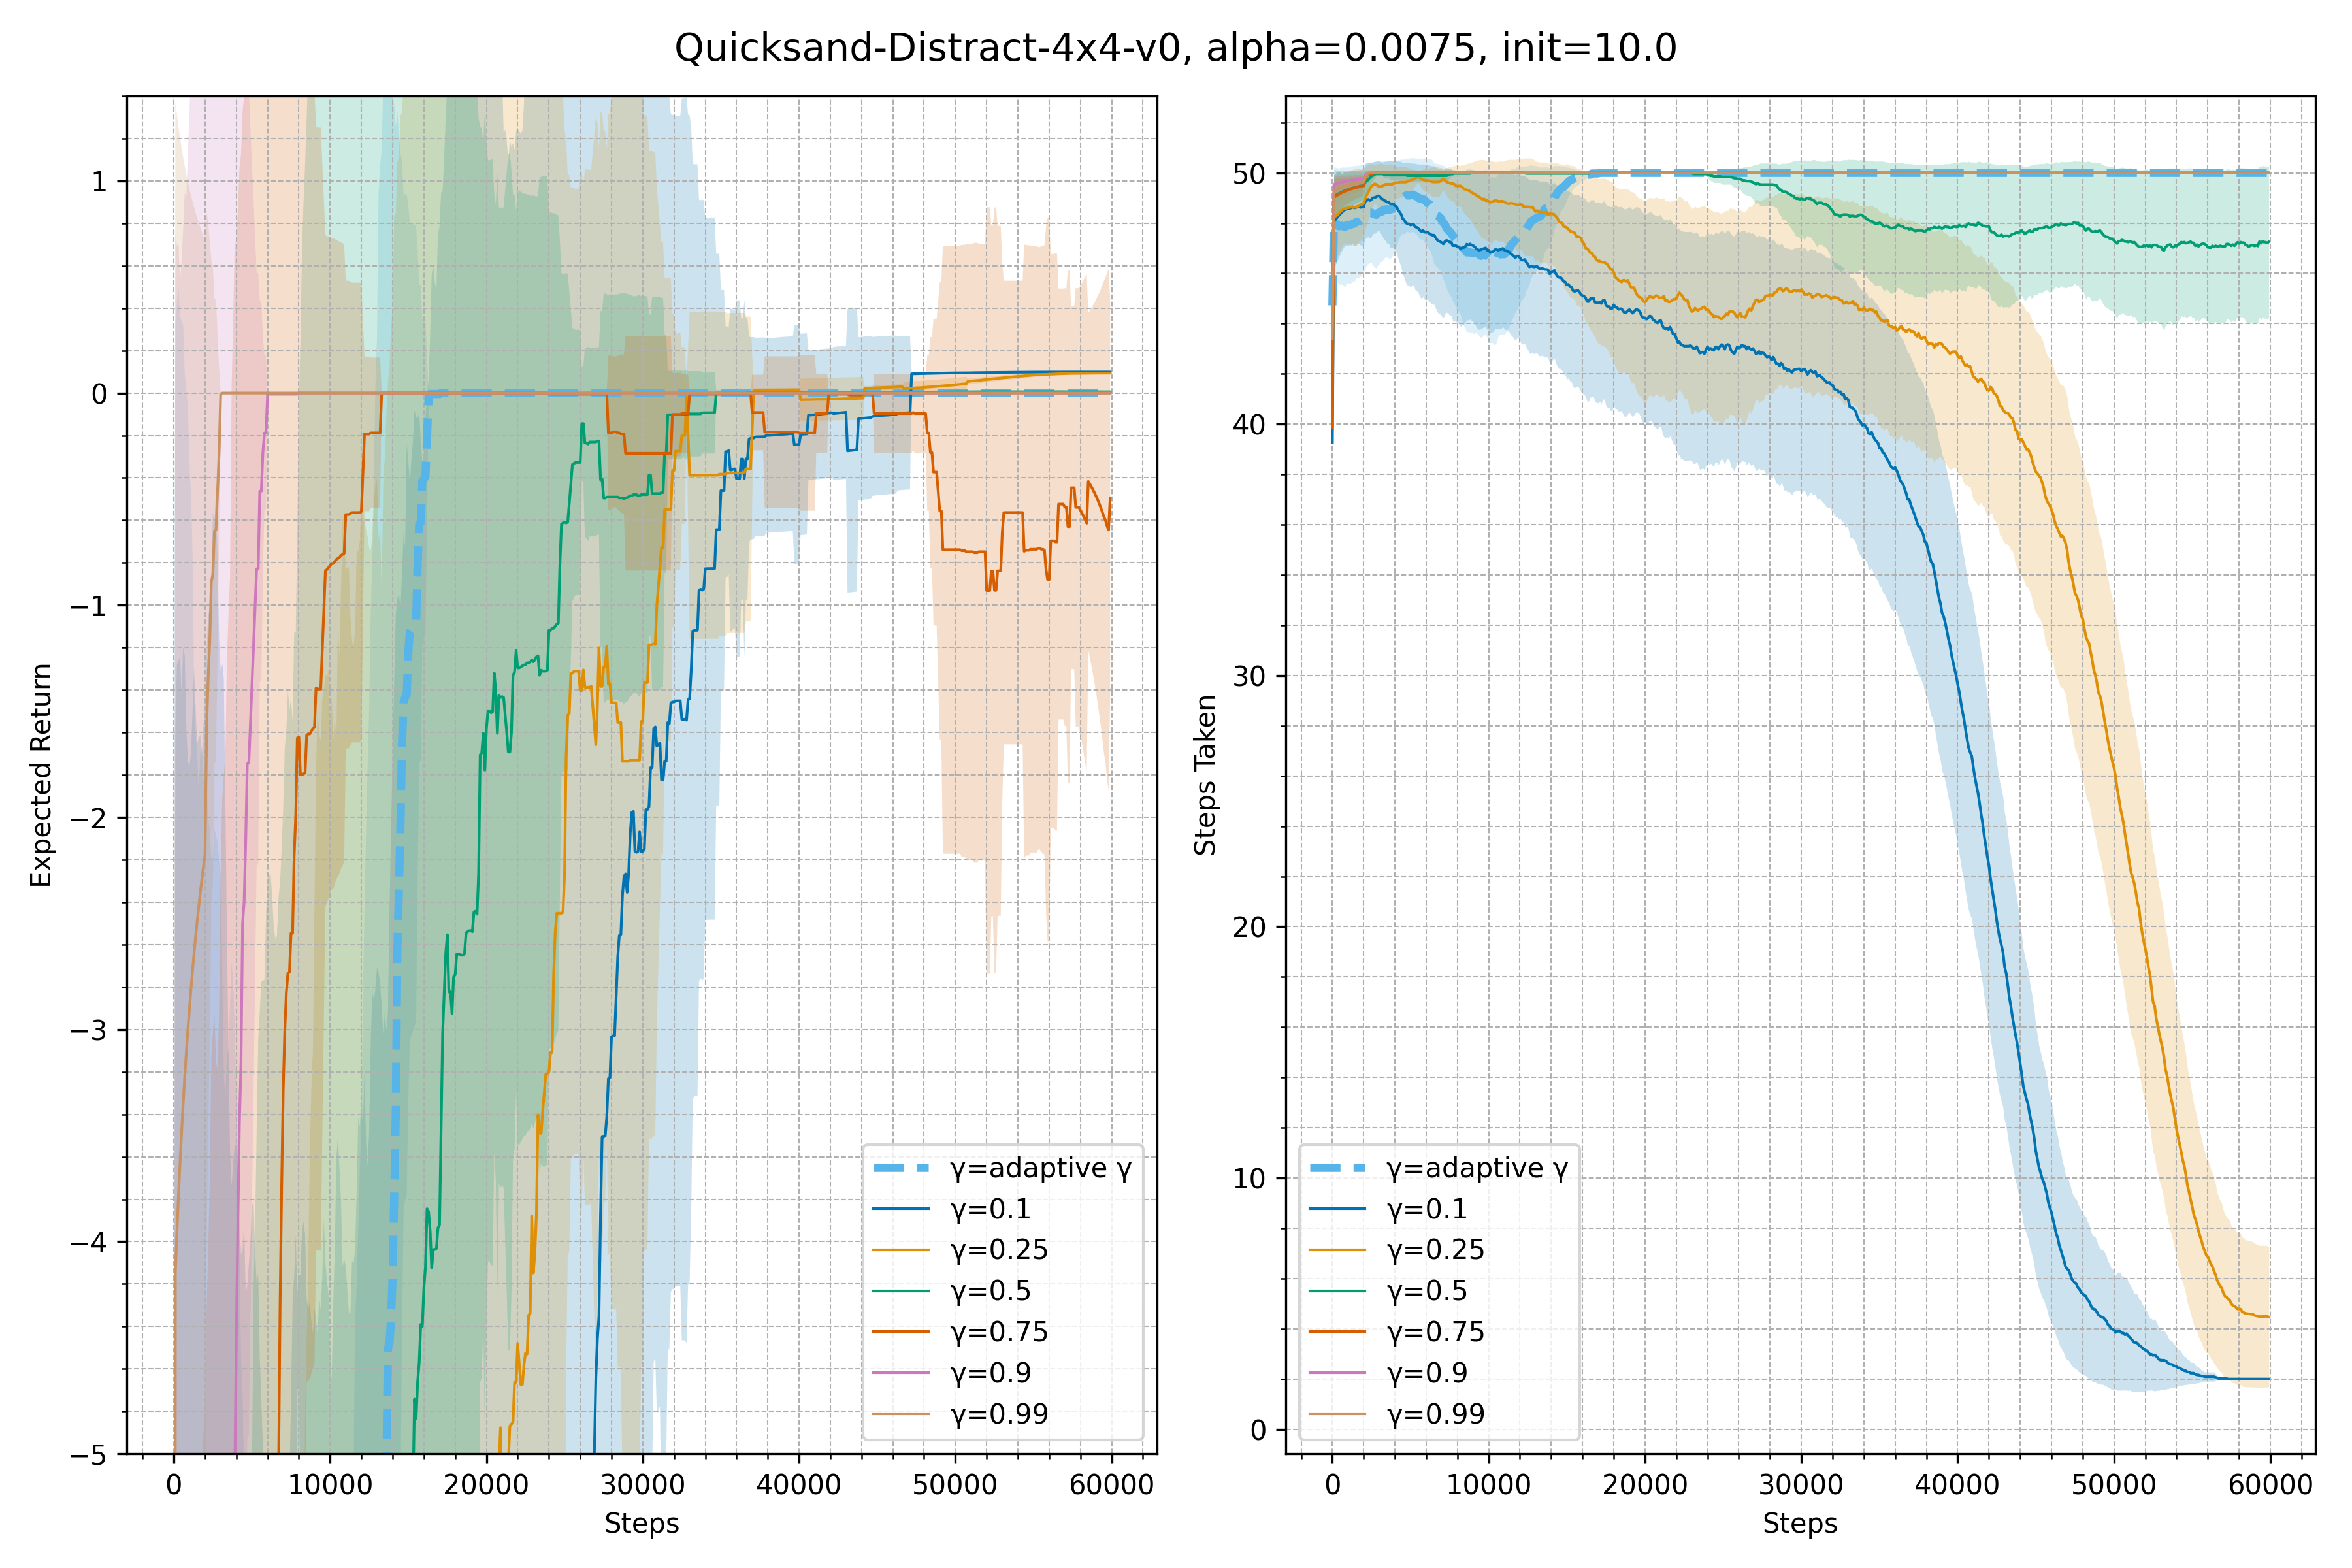 Quicksand-Distract-4x4-v0, alpha=0.0075, init=10.0
Expected Return
1
0
−1
−2
−3
−4
−5
0 10000 20000 30000 40000 50000 60000
Steps
γ=adaptive γ
γ=0.1
γ=0.25
γ=0.5
γ=0.75
γ=0.9
γ=0.99
Steps Taken
50
40
30
20
10
0
0 10000 20000 30000 40000 50000 60000
Steps
γ=adaptive γ
γ=0.1
γ=0.25
γ=0.5
γ=0.75
γ=0.9
γ=0.99